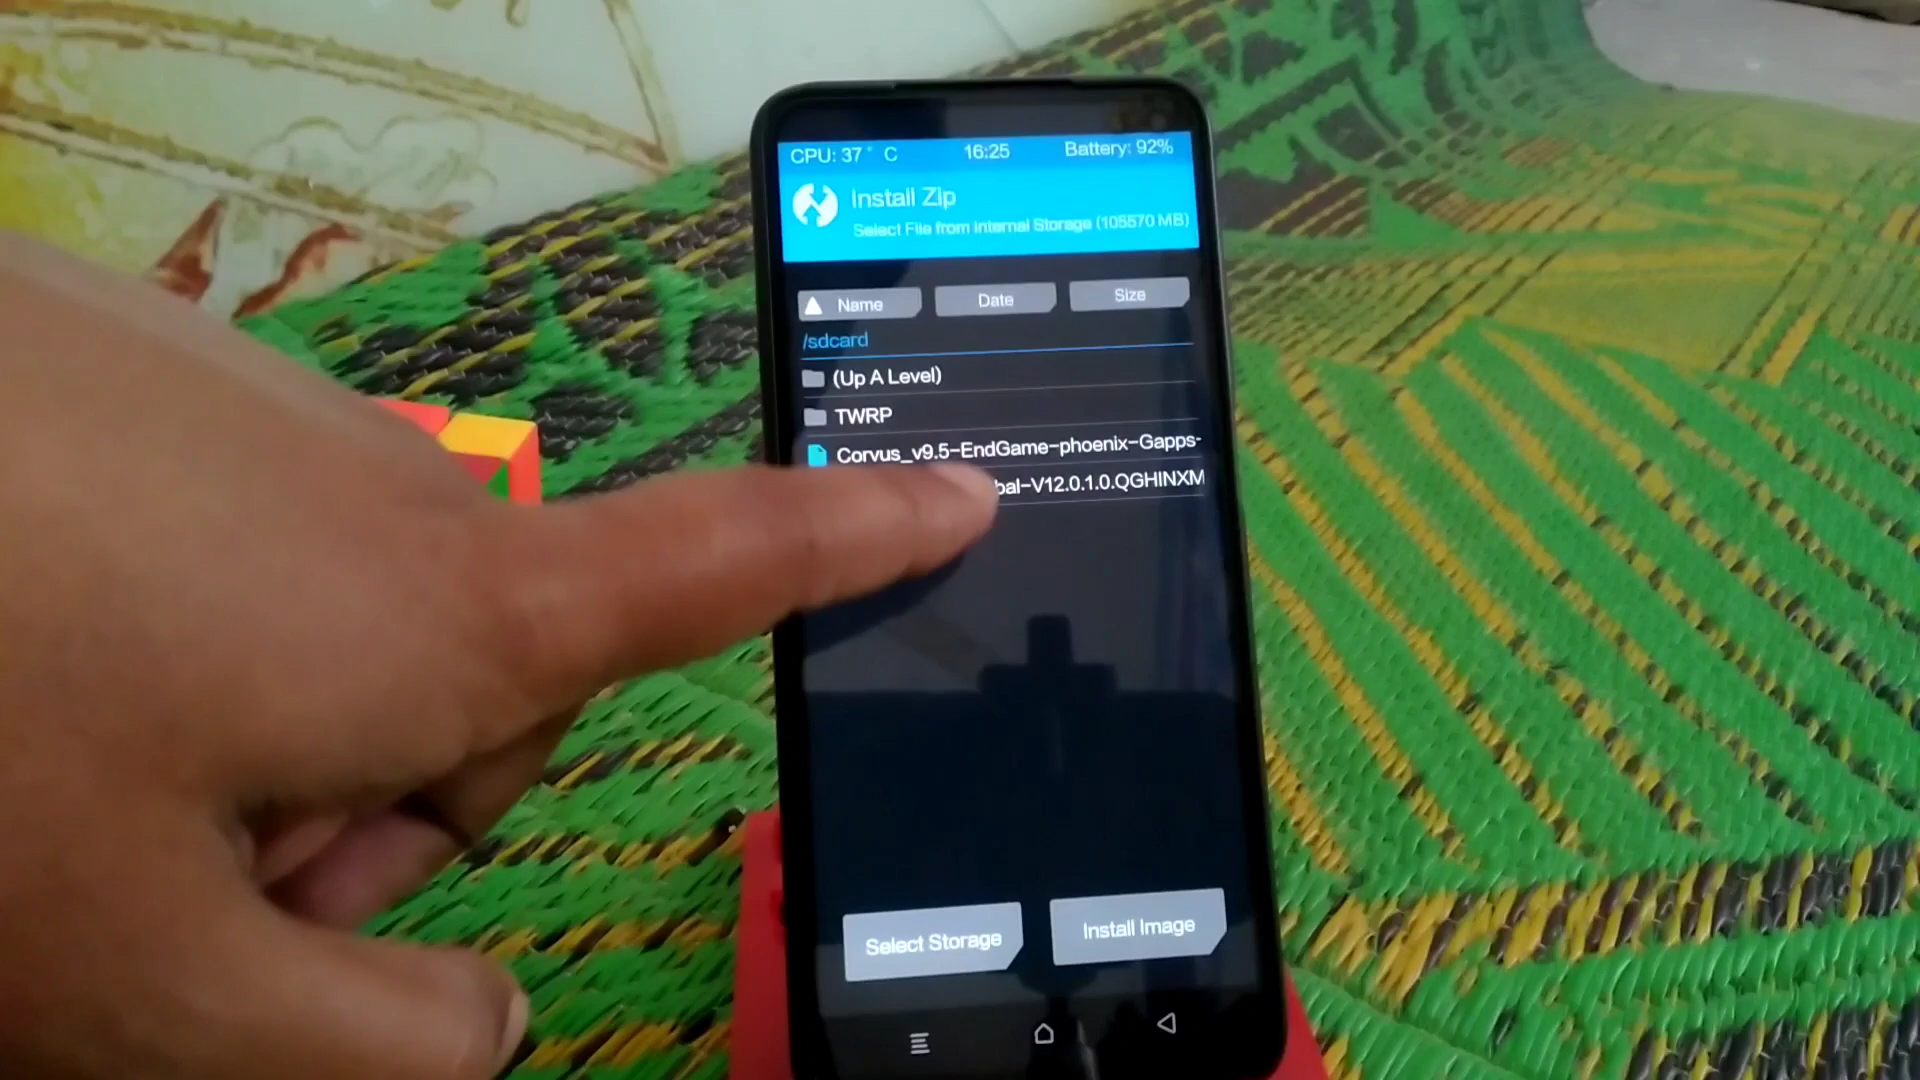 CPU: 37 ° C 16:25 Battery: 92%
Install Zip
Select File from Internal Storage (105570 MB)
Name Date Size
/sdcard
(Up A Level)
TWRP
Corvus_v9.5-EndGame-phoenix-Gapps-
bal-V12.0.1.0.QGHINXM
Select Storage Install Image